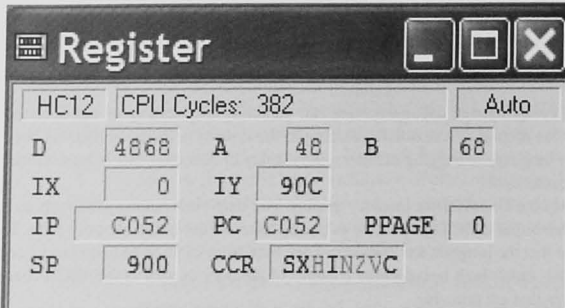 Register
HC12 CPU Cycles: 382 Auto
D 4868 A 48 B 68
IX 0 IY 90C
IP C052 PC C052 PPAGE 0
SP 900 CCR SXHINZVC